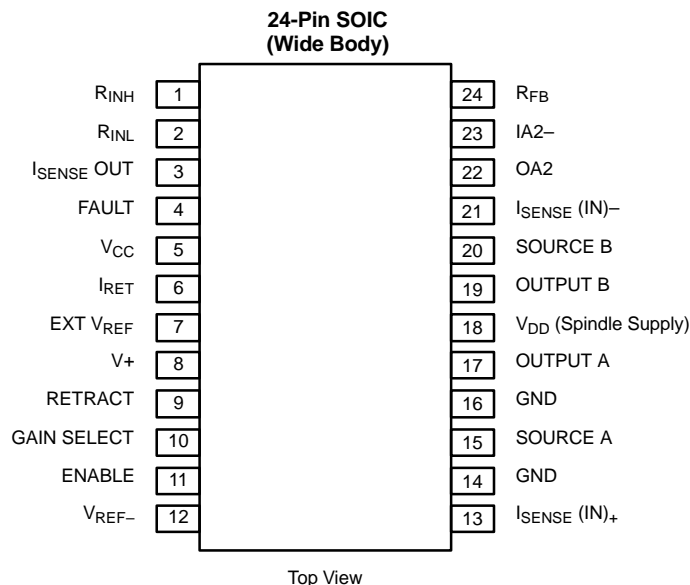 24-Pin SOIC
(Wide Body)
RINH 1 24 RFB
RINL 2 23 IA2–
ISENSE OUT 3 22 OA2
FAULT 4 21 ISENSE (IN)–
VCC 5 20 SOURCE B
IRET 6 19 OUTPUT B
EXT VREF 7 18 VDD (Spindle Supply)
V+ 8 17 OUTPUT A
RETRACT 9 16 GND
GAIN SELECT 10 15 SOURCE A
ENABLE 11 14 GND
VREF– 12 13 ISENSE (IN)+
Top View